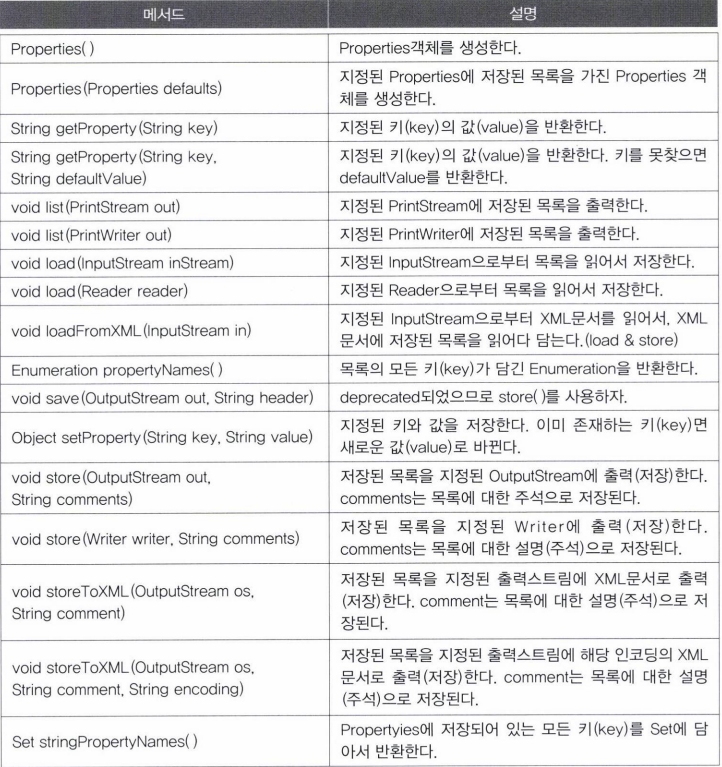 메서드 설명
Properties( ) Properties객체를 생성한다.
Properties(Properties defaults) 지정된 Properties에 저장된 목록을 가진 Properties 객
체를 생성한다.
String getProperty(String key) 지정된 키(key)의 값(value)을 반환한다.
String getProperty(String key,
String defaultValue)
지정된 키(key)의 값(value)을 반환한다. 키를 못찾으면
defaultValue를 반환한다.
void list(PrintStream out) 지정된 PrintStream에 저장된 목록을 출력한다.
void list(PrintWriter out) 지정된 PrintWriter에 저장된 목록을 출력한다.
void load(InputStream inStream) 지정된 InputStream으로부터 목록을 읽어서 저장한다.
void load(Reader reader) 지정된 Reader으로부터 목록을 읽어서 저장한다.
void loadFromXML(InputStream in) 지정된 InputStream으로부터 XML문서를 읽어서, XML
문서에 저장된 목록을 읽어다 담는다.(load & store)
Enumeration propertyNames( ) 목록의 모든 키(key)가 담긴 Enumeration을 반환한다.
void save(OutputStream out, String header) deprecated되었으므로 store( )를 사용하자.
Object setProperty(String key, String value) 지정된 키와 값을 저장한다. 이미 존재하는 키(key)면
새로운 값(value)로 바뀐다.
void store(OutputStream out,
String comments)
저장된 목록을 지정된 OutputStream에 출력(저장)한다.
comments는 목록에 대한 주석으로 저장된다.
void store(Writer writer, String comments) 저장된 목록을 지정된 Writer에 출력(저장)한다.
comments는 목록에 대한 설명(주석)으로 저장된다.
void storeToXML(OutputStream os,
String comment)
저장된 목록을 지정된 출력스트림에 XML문서로 출력
(저장)한다. comment는 목록에 대한 설명(주석)으로 저
장된다.
void storeToXML(OutputStream os,
String comment, String encoding)
저장된 목록을 지정된 출력스트림에 해당 인코딩의 XML
문서로 출력(저장)한다. comment는 목록에 대한 설명
(주석)으로 저장된다.
Set stringPropertyNames( ) Propertyies에 저장되어 있는 모든 키(key)를 Set에 담
아서 반환한다.